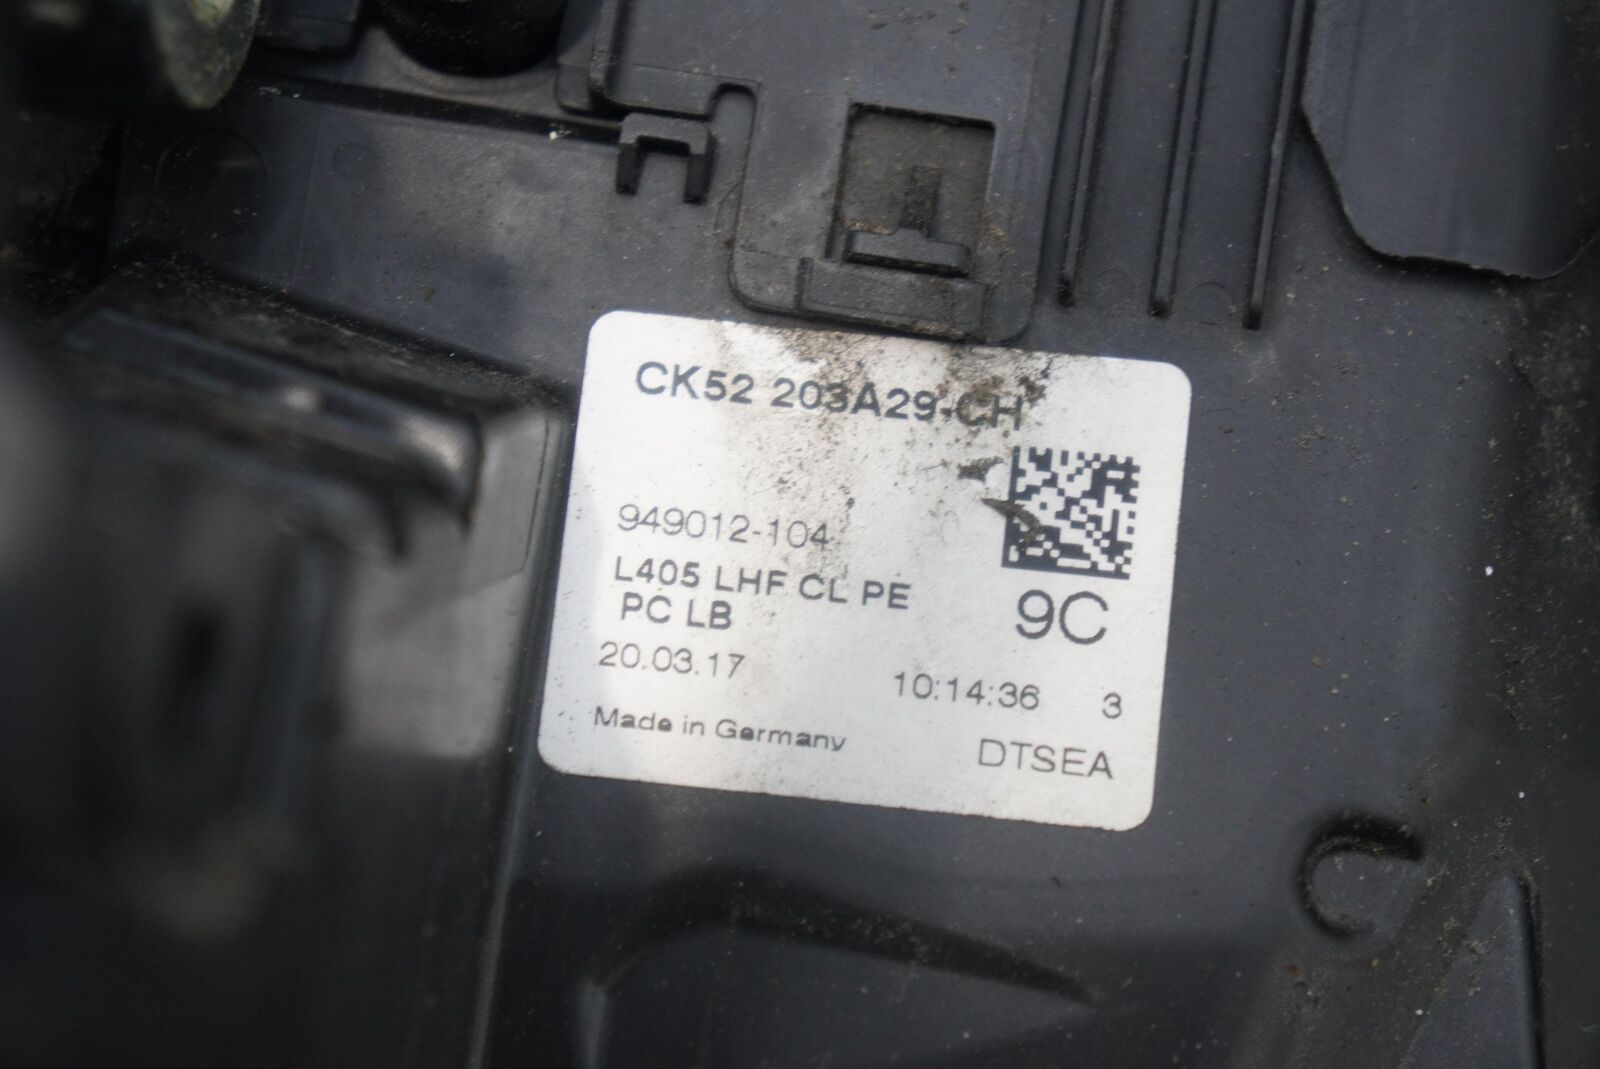 CK52 203A29-CH
949012-104
L405 LHF CL PE
PC LB
9C
20.03.17 10:14:36 3
Made in Germany DTSEA